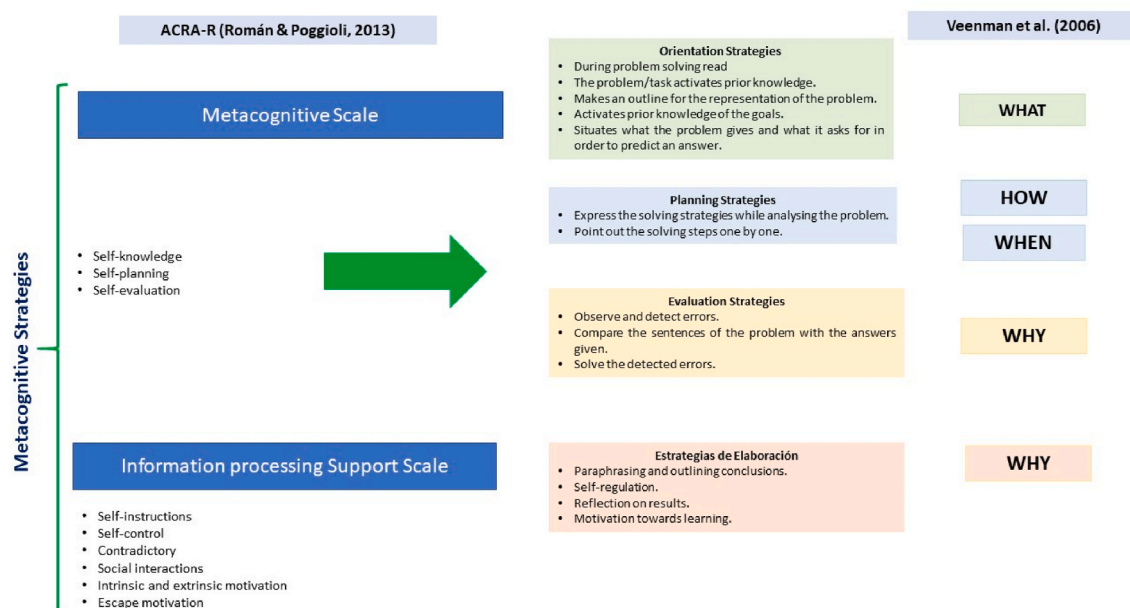 ACRA-R (Román & Poggioli, 2013)
Veenman et al. (2006)
Metacognitive Strategies
Metacognitive Scale
• Self-knowledge
• Self-planning
• Self-evaluation
Information processing Support Scale
• Self-instructions
• Self-control
• Contradictory
• Social interactions
• Intrinsic and extrinsic motivation
• Escape motivation
Orientation Strategies
• During problem solving read
• The problem/task activates prior knowledge.
• Makes an outline for the representation of the problem.
• Activates prior knowledge of the goals.
• Situates what the problem gives and what it asks for in
order to predict an answer.
WHAT
Planning Strategies
• Express the solving strategies while analysing the problem.
• Point out the solving steps one by one.
HOW
WHEN
Evaluation Strategies
• Observe and detect errors.
• Compare the sentences of the problem with the answers
given.
• Solve the detected errors.
WHY
Estrategias de Elaboración
• Paraphrasing and outlining conclusions.
• Self-regulation.
• Reflection on results.
• Motivation towards learning.
WHY